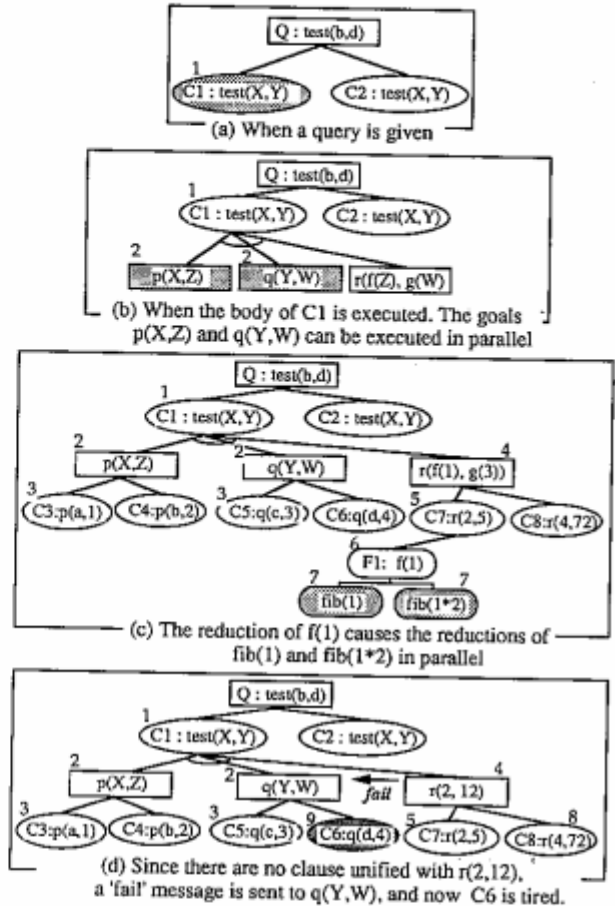 Q : test(b,d)
1
C1 : test(X,Y) C2 : test(X,Y)
(a) When a query is given
Q : test(b,d)
1
C1 : test(X,Y) C2 : test(X,Y)
2 2
p(X,Z) q(Y,W) r(f(Z), g(W)
(b) When the body of C1 is executed. The goals
p(X,Z) and q(Y,W) can be executed in parallel
Q : test(b,d)
1
C1 : test(X,Y) C2 : test(X,Y)
2 2 4
p(X,Z) q(Y,W) r(f(1), g(3))
3 3 5
C3:p(a,1) C4:p(b,2) C5:q(c,3) C6:q(d,4) C7:r(2,5) C8:r(4,72)
6
F1: f(1)
7 7
fib(1) fib(1*2)
(c) The reduction of f(1) causes the reductions of
fib(1) and fib(1*2) in parallel
Q : test(b,d)
1
C1 : test(X,Y) C2 : test(X,Y)
2 2 4
p(X,Z) q(Y,W) fail r(2, 12)
3 3 9 5 8
C3:p(a,1) C4:p(b,2) C5:q(c,3) C6:q(d,4) C7:r(2,5) C8:r(4,72)
(d) Since there are no clause unified with r(2,12),
a 'fail' message is sent to q(Y,W), and now C6 is tired.